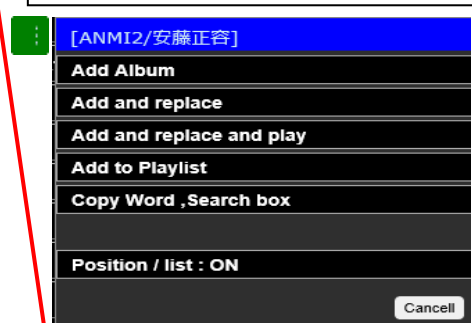 [ANMI2/安藤正容]
Add Album
Add and replace
Add and replace and play
Add to Playlist
Copy Word ,Search box
Position / list : ON
Cancell